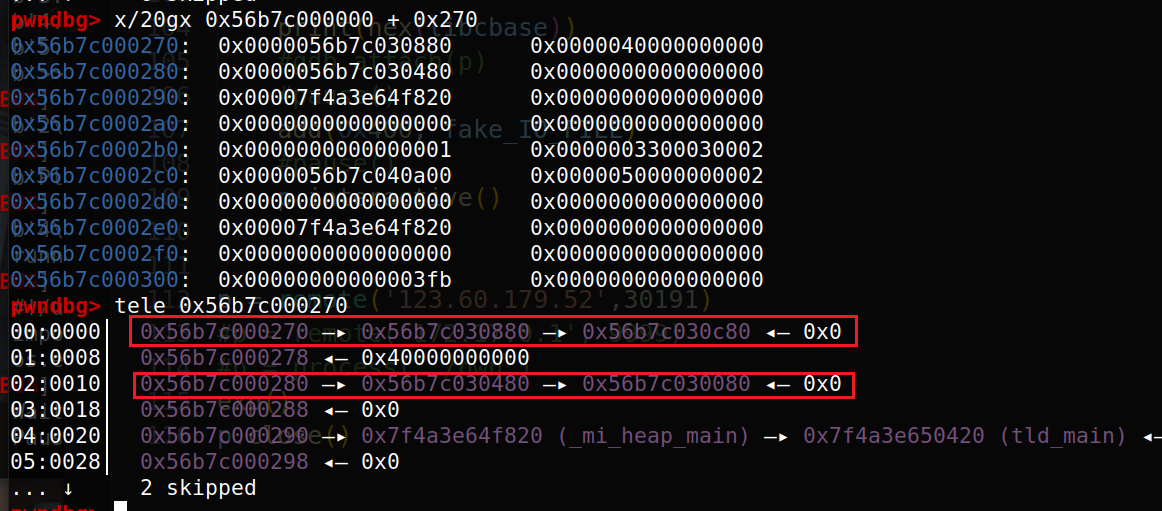 pwndbg> x/20gx 0x56b7c000000 + 0x270
0x56b7c000270: 0x0000056b7c030880 0x0000040000000000
0x56b7c000280: 0x0000056b7c030480 0x0000000000000000
0x56b7c000290: 0x00007f4a3e64f820 0x0000000000000000
0x56b7c0002a0: 0x0000000000000000 0x0000000000000000
0x56b7c0002b0: 0x0000000000000001 0x0000003300030002
0x56b7c0002c0: 0x0000056b7c040a00 0x0000050000000002
0x56b7c0002d0: 0x0000000000000000 0x0000000000000000
0x56b7c0002e0: 0x00007f4a3e64f820 0x0000000000000000
0x56b7c0002f0: 0x0000000000000000 0x0000000000000000
0x56b7c000300: 0x00000000000003fb 0x0000000000000000
pwndbg> tele 0x56b7c000270
00:0000│ 0x56b7c000270 —▸ 0x56b7c030880 —▸ 0x56b7c030c80 ◂— 0x0
01:0008│ 0x56b7c000278 ◂— 0x40000000000
02:0010│ 0x56b7c000280 —▸ 0x56b7c030480 —▸ 0x56b7c030080 ◂— 0x0
03:0018│ 0x56b7c000288 ◂— 0x0
04:0020│ 0x56b7c000290 —▸ 0x7f4a3e64f820 (_mi_heap_main) —▸ 0x7f4a3e650420 (tld_main) ◂—
05:0028│ 0x56b7c000298 ◂— 0x0
... ↓ 2 skipped